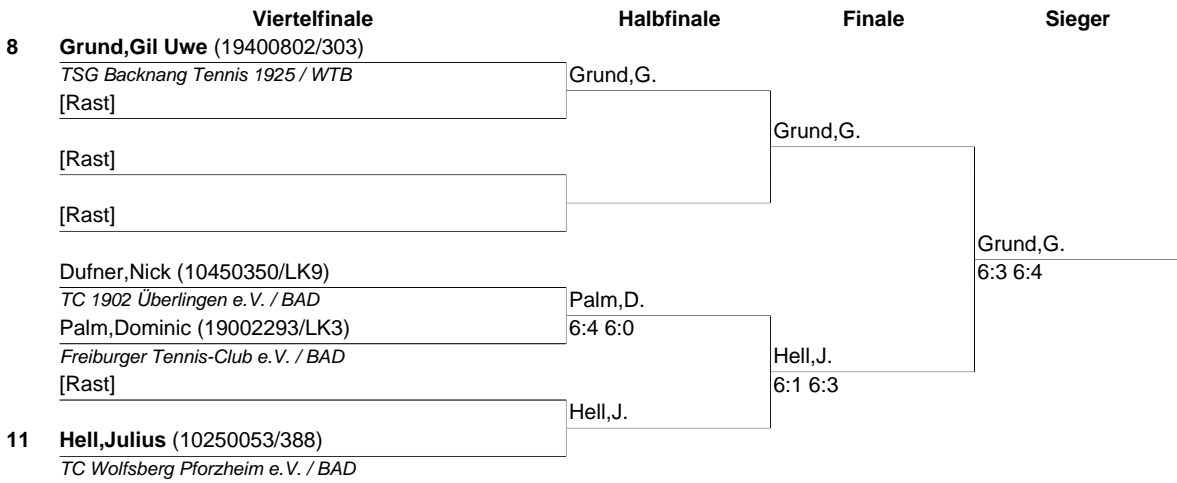 Viertelfinale Halbfinale Finale Sieger
8 Grund,Gil Uwe (19400802/303)
TSG Backnang Tennis 1925 / WTB Grund,G.
[Rast]
Grund,G.
[Rast]
[Rast]
Grund,G.
Dufner,Nick (10450350/LK9) 6:3 6:4
TC 1902 Überlingen e.V. / BAD Palm,D.
Palm,Dominic (19002293/LK3) 6:4 6:0
Freiburger Tennis-Club e.V. / BAD Hell,J.
[Rast] 6:1 6:3
Hell,J.
11 Hell,Julius (10250053/388)
TC Wolfsberg Pforzheim e.V. / BAD